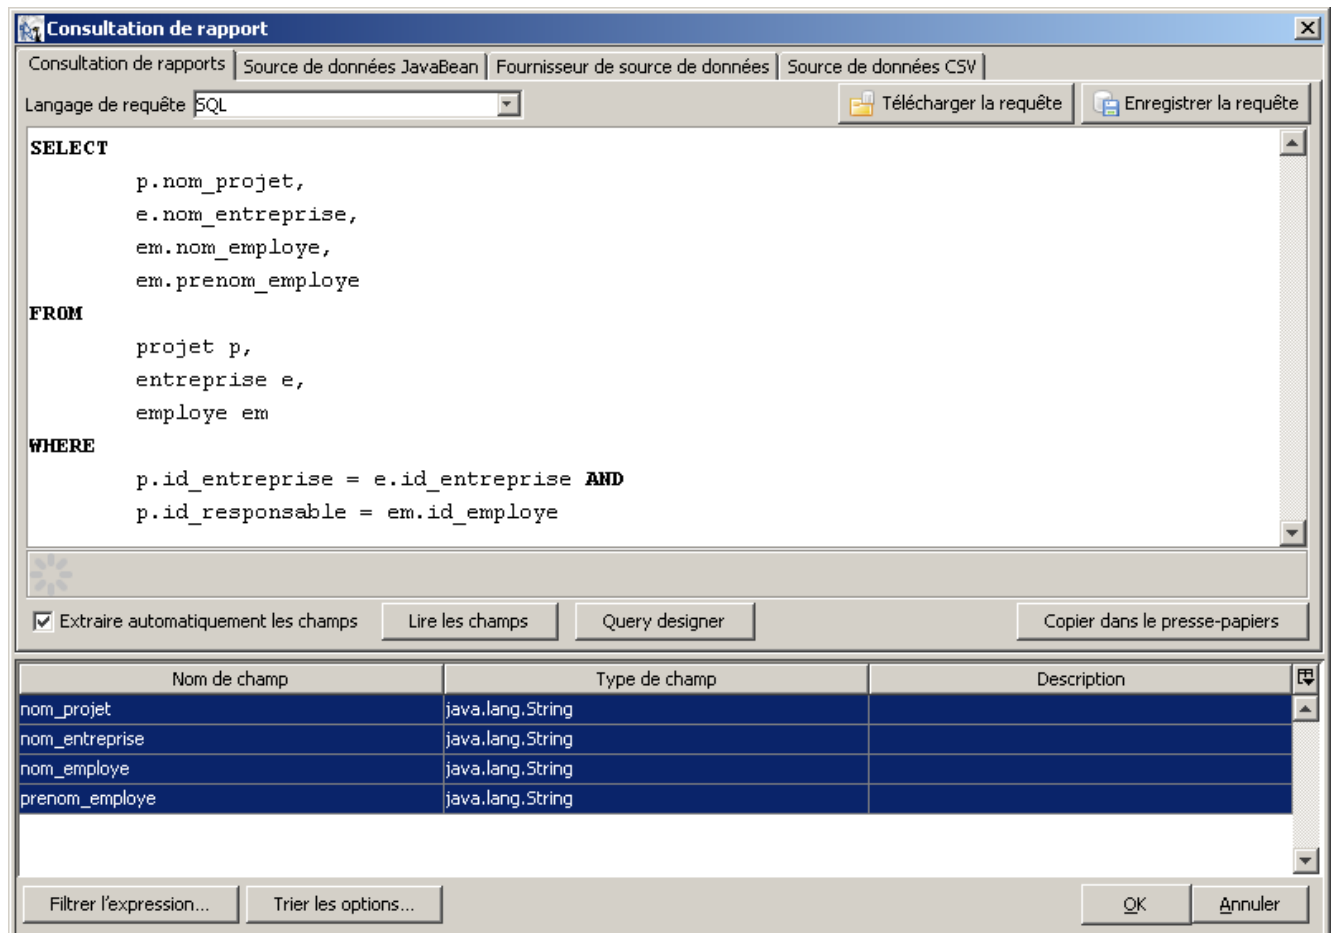 Consultation de rapport
Consultation de rapports Source de données JavaBean Fournisseur de source de données Source de données CSV
Langage de requête SQL Télécharger la requête Enregistrer la requête
SELECT
p.nom_projet,
e.nom_entreprise,
em.nom_employe,
em.prenom_employe
FROM
projet p,
entreprise e,
employe em
WHERE
p.id_entreprise = e.id_entreprise AND
p.id_responsable = em.id_employe
Extraire automatiquement les champs Lire les champs Query designer Copier dans le presse-papiers
Nom de champ Type de champ Description
nom_projet java.lang.String
nom_entreprise java.lang.String
nom_employe java.lang.String
prenom_employe java.lang.String
Filtrer l'expression... Trier les options... OK Annuler